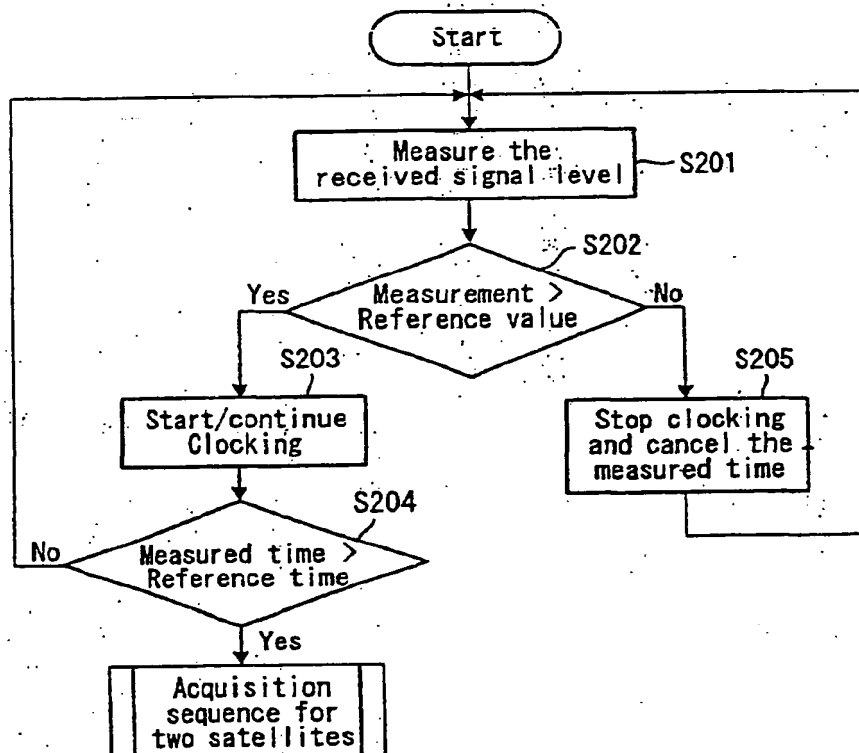 Start
Measure the
received signal level
S201
S202
Yes
Measurement >
Reference value
No
S203
Start/continue
Clocking
S205
Stop clocking
and cancel the
measured time
S204
No
Measured time >
Reference time
Yes
Acquisition
sequence for
two satellites